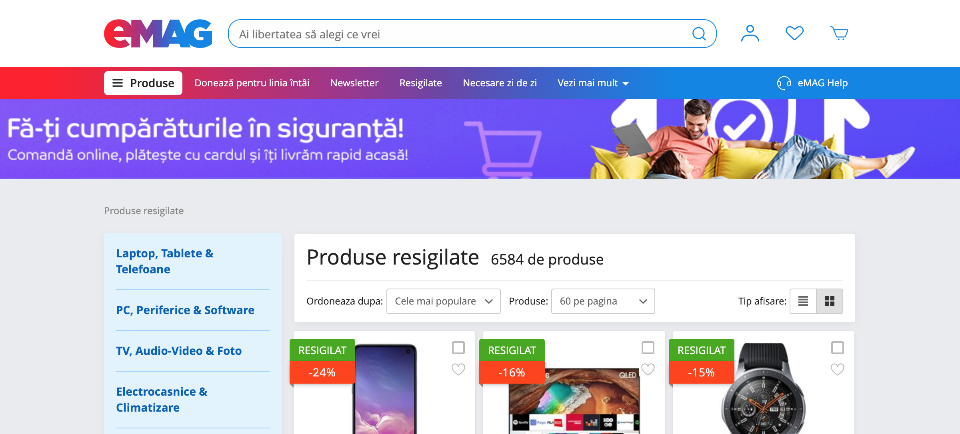 eMAG
Ai libertatea să alegi ce vrei
Produse
Donează pentru linia întâi
Newsletter
Resigilate
Necesare zi de zi
Vezi mai mult
eMAG Help
Fă-ți cumpărăturile în siguranță!
Comandă online, plătește cu cardul și îți livrăm rapid acasă!
Produse resigilate
Laptop, Tablete &
Telefoane
PC, Periferice & Software
TV, Audio-Video & Foto
Electrocasnice &
Climatizare
Produse resigilate 6584 de produse
Ordoneaza dupa: Cele mai populare
Produse: 60 pe pagina
Tip afisare:
RESIGILAT
-24%
RESIGILAT
-16%
QLED
RESIGILAT
-15%